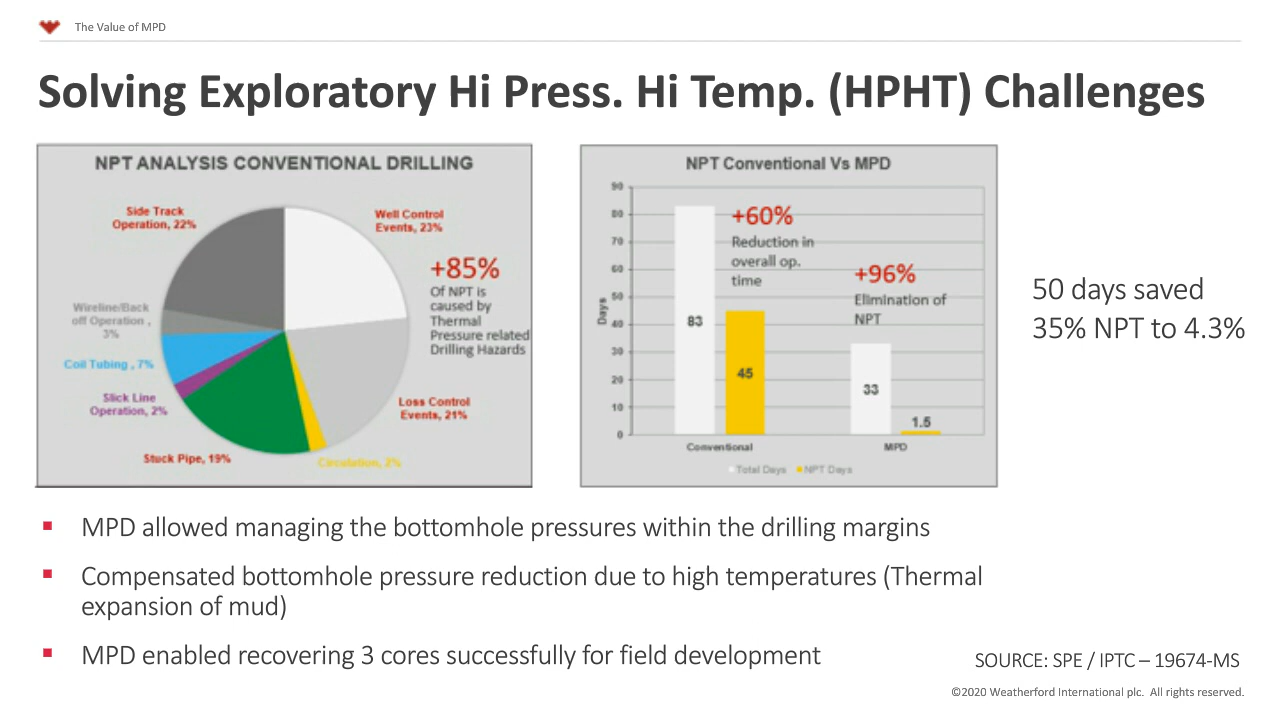 The Value of MPD
Solving Exploratory Hi Press. Hi Temp. (HPHT) Challenges
NPT ANALYSIS CONVENTIONAL DRILLING
Side Track
Operation, 22%
Well Control
Events, 23%
+85%
Of NPT is
caused by
Thermal
Pressure related
Drilling Hazards
Wireline/Back
off Operation ,
3%
Coil Tubing , 7%
Slick Line
Operation, 2%
Loss Control
Events, 21%
Stuck Pipe, 19%
Circulation, 2%
NPT Conventional Vs MPD
90
80
70
60
50
40
30
20
10
0
Days
+60%
Reduction in
overall op.
time
+96%
Elimination of
NPT
83
45
33
1.5
Conventional
MPD
Total Days
NPT Days
50 days saved
35% NPT to 4.3%
MPD allowed managing the bottomhole pressures within the drilling margins
Compensated bottomhole pressure reduction due to high temperatures (Thermal
expansion of mud)
MPD enabled recovering 3 cores successfully for field development
SOURCE: SPE / IPTC – 19674-MS
©2020 Weatherford International plc. All rights reserved.